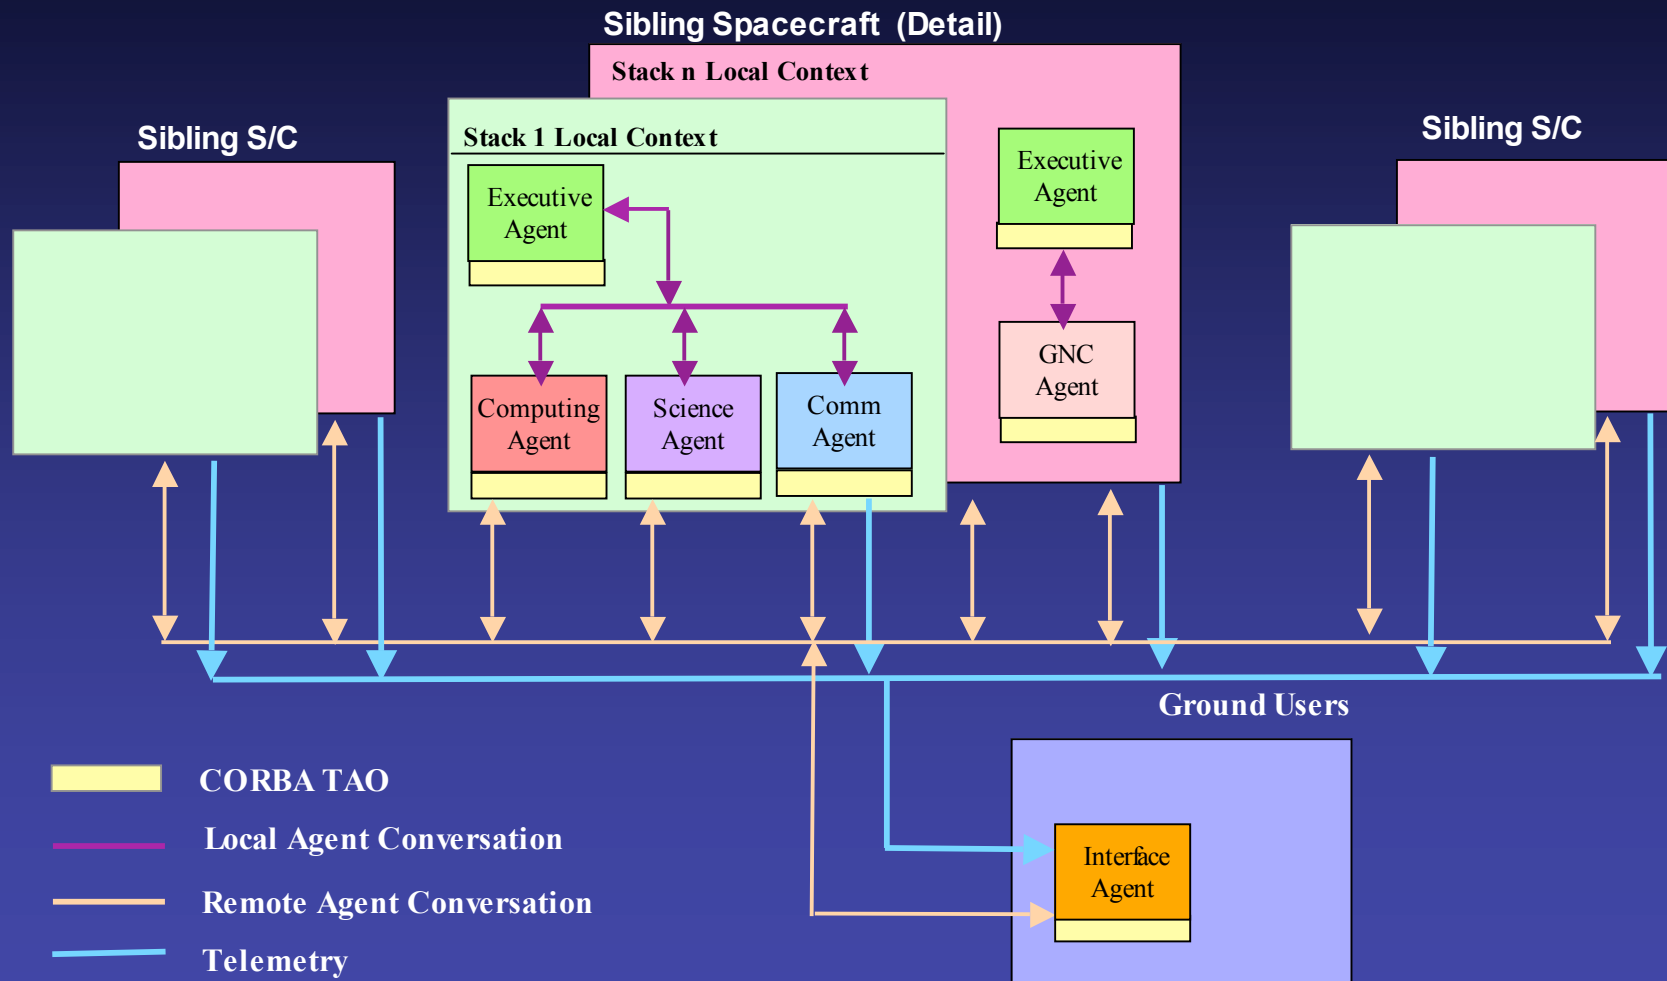 Sibling Spacecraft (Detail)
Stack n Local Context
Sibling S/C
Stack 1 Local Context
Sibling S/C
Executive
Agent
Executive
Agent
GNC
Agent
Computing
Agent
Science
Agent
Comm
Agent
Ground Users
CORBA TAO
Local Agent Conversation
Interface
Agent
Remote Agent Conversation
Telemetry